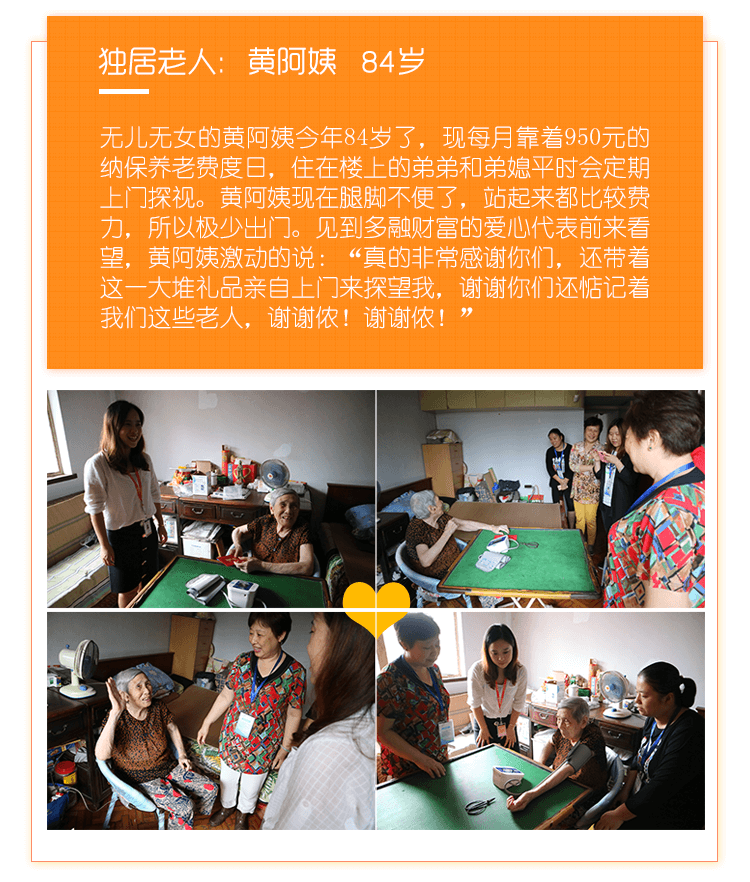 独居老人：黄阿姨 84岁
无儿无女的黄阿姨今年84岁了，现每月靠着950元的
纳保养老费度日，住在楼上的弟弟和弟媳平时会定期
上门探视。黄阿姨现在腿脚不便了，站起来都比较费
力，所以极少出门。见到多融财富的爱心代表前来看
望，黄阿姨激动的说：“真的非常感谢你们，还带着
这一大堆礼品亲自上门来探望我，谢谢你们还惦记着
我们这些老人，谢谢侬！谢谢侬！”